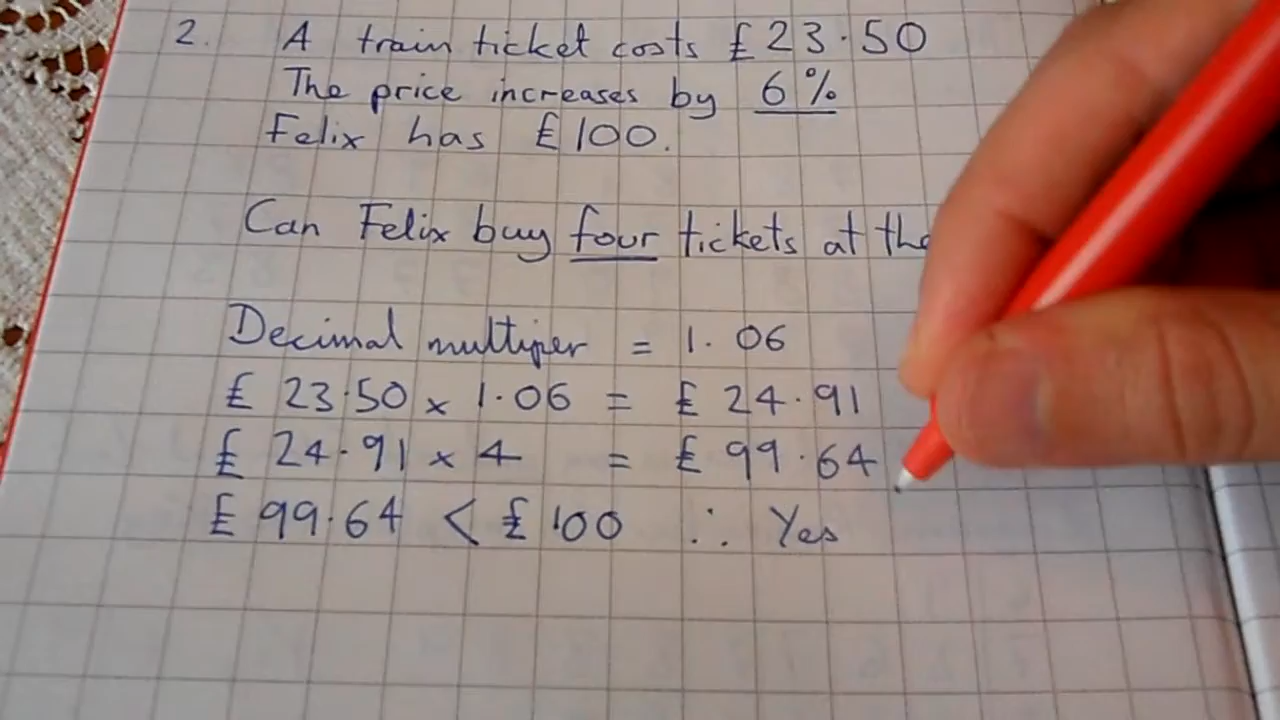 2. A train ticket costs £23.50
The price increases by 6%
Felix has £100.
Can Felix buy four tickets at the
Decimal multiper = 1.06
£ 23.50 x 1.06 = £ 24.91
£ 24.91 x 4 = £ 99.64
£ 99.64 < £ 100 ∴ Yes